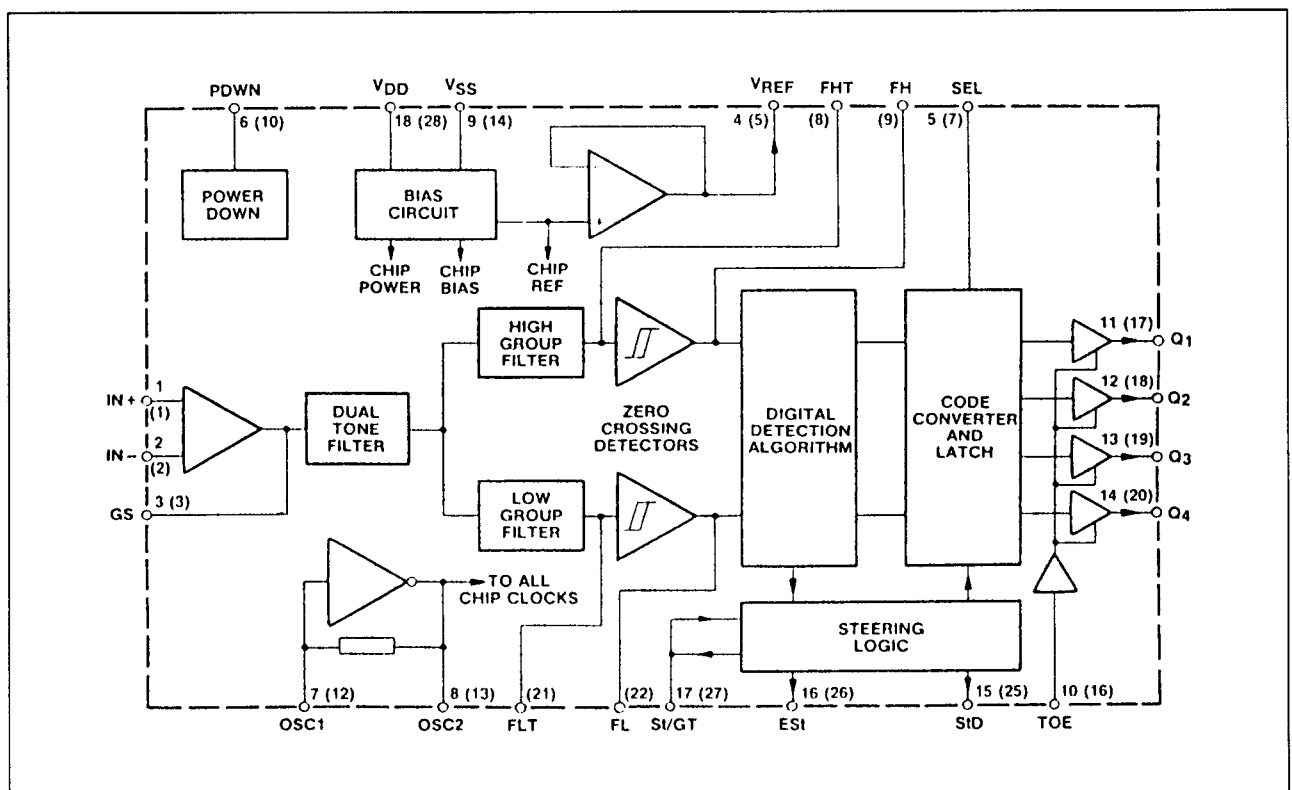 PDWN
6 (10)
VDD
18 (28)
VSS
9 (14)
VREF
4 (5)
FHT
(8)
FH
(9)
SEL
5 (7)
POWER
DOWN
BIAS
CIRCUIT
+
CHIP
POWER
CHIP
BIAS
CHIP
REF
HIGH
GROUP
FILTER
IN +
1
(1)
IN −
2
(2)
GS
3 (3)
DUAL
TONE
FILTER
ZERO
CROSSING
DETECTORS
LOW
GROUP
FILTER
DIGITAL
DETECTION
ALGORITHM
CODE
CONVERTER
AND
LATCH
11 (17)
Q1
12 (18)
Q2
13 (19)
Q3
14 (20)
Q4
TO ALL
CHIP CLOCKS
STEERING
LOGIC
7 (12)
OSC1
8 (13)
OSC2
(21)
FLT
(22)
FL
17 (27)
St/GT
16 (26)
ESt
15 (25)
StD
10 (16)
TOE